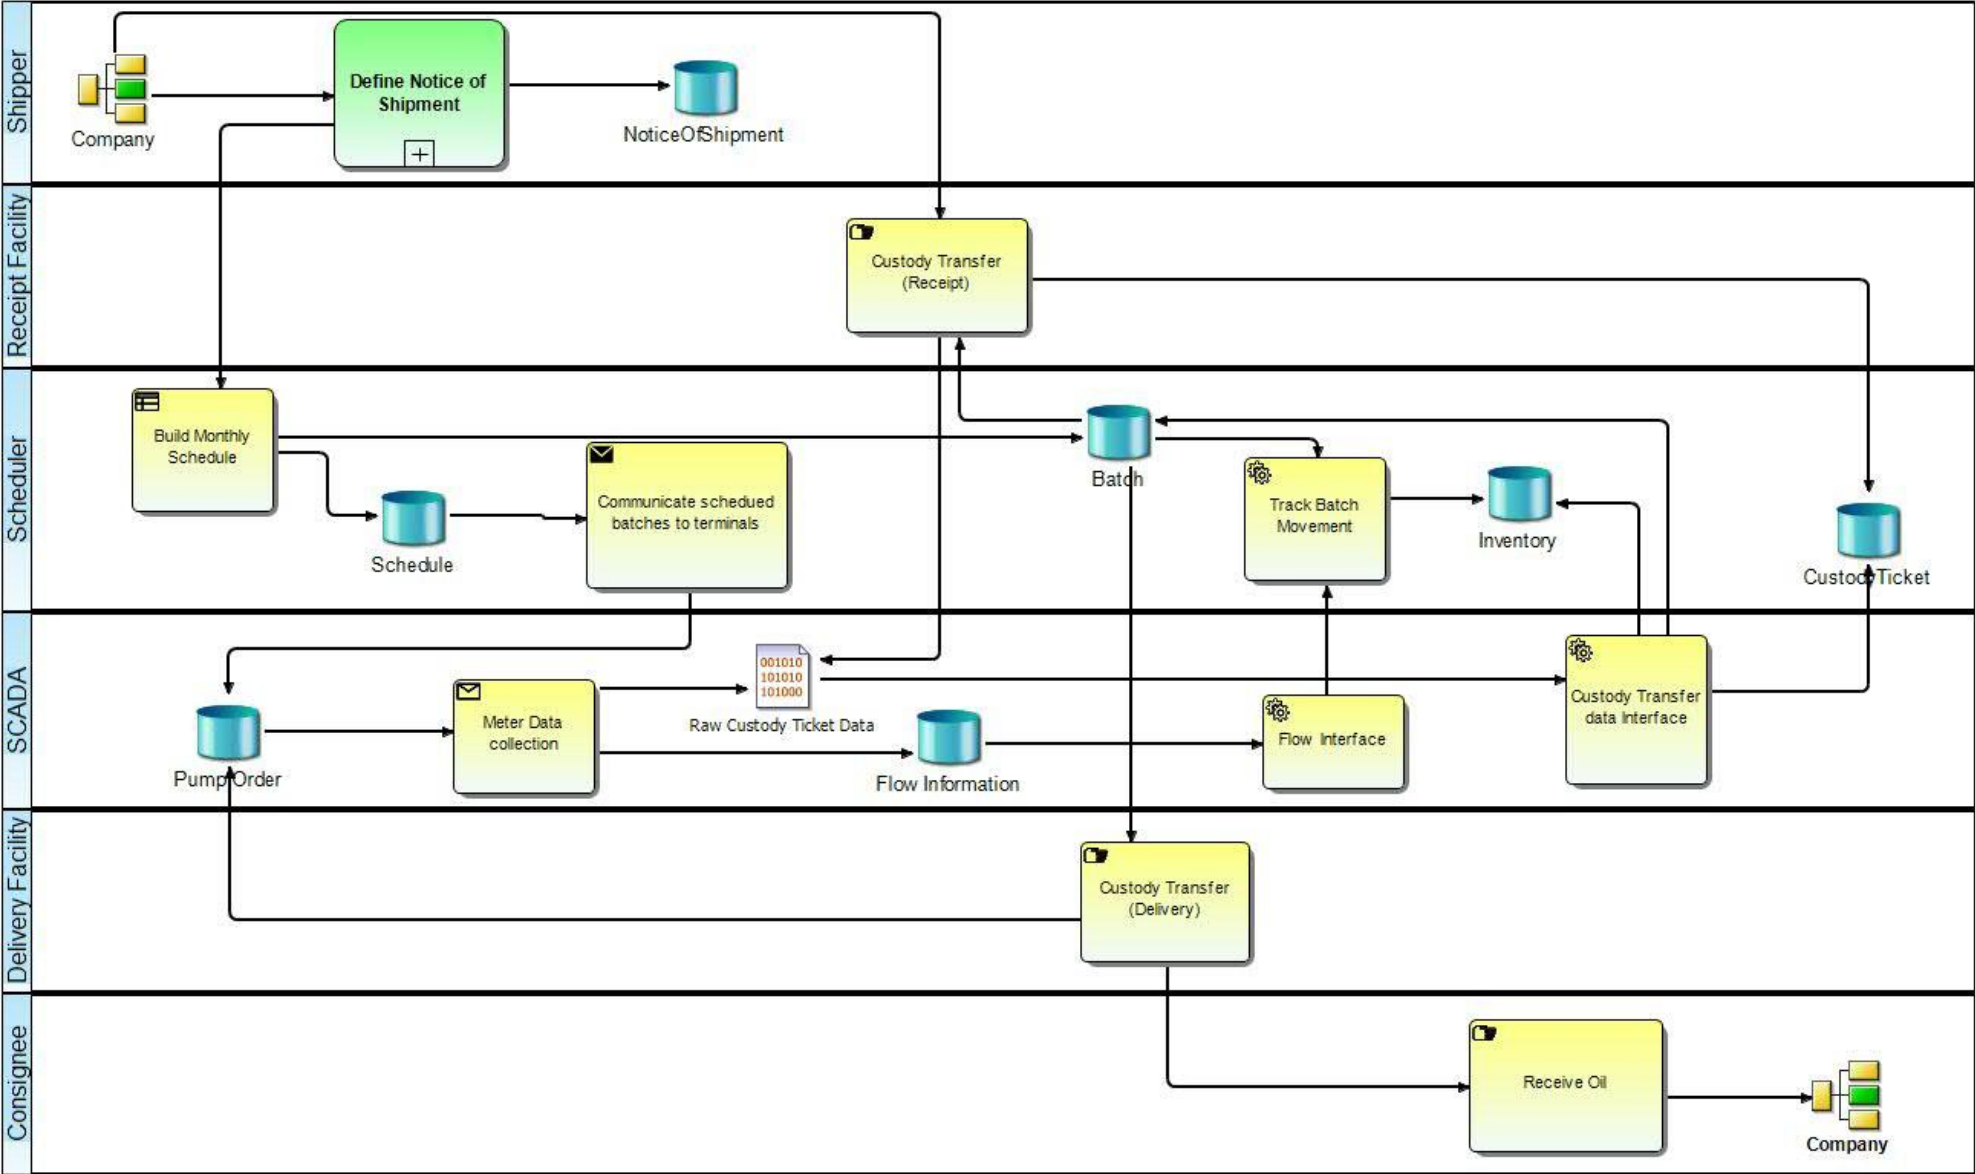 Shipper
Company
Define Notice of
Shipment
NoticeOfShipment
Receipt Facility
Custody Transfer
(Receipt)
Scheduler
Build Monthly
Schedule
Schedule
Communicate schedued
batches to terminals
Batch
Track Batch
Movement
Inventory
CustodyTicket
SCADA
Pump Order
Meter Data
collection
001010
101010
101000
Raw Custody Ticket Data
Flow Information
Flow Interface
Custody Transfer
data Interface
Delivery Facility
Custody Transfer
(Delivery)
Consignee
Receive Oil
Company